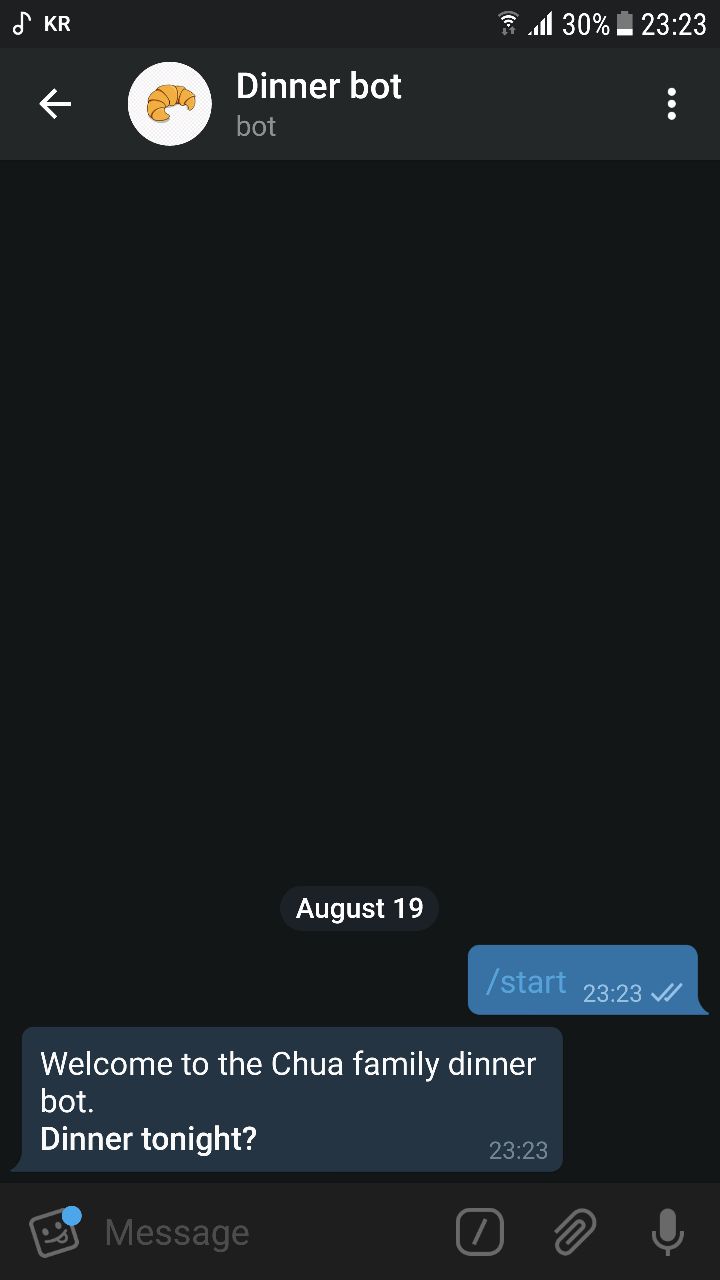 KR 30% 23:23
Dinner bot
bot
August 19
/start 23:23
Welcome to the Chua family dinner
bot.
Dinner tonight? 23:23
Message